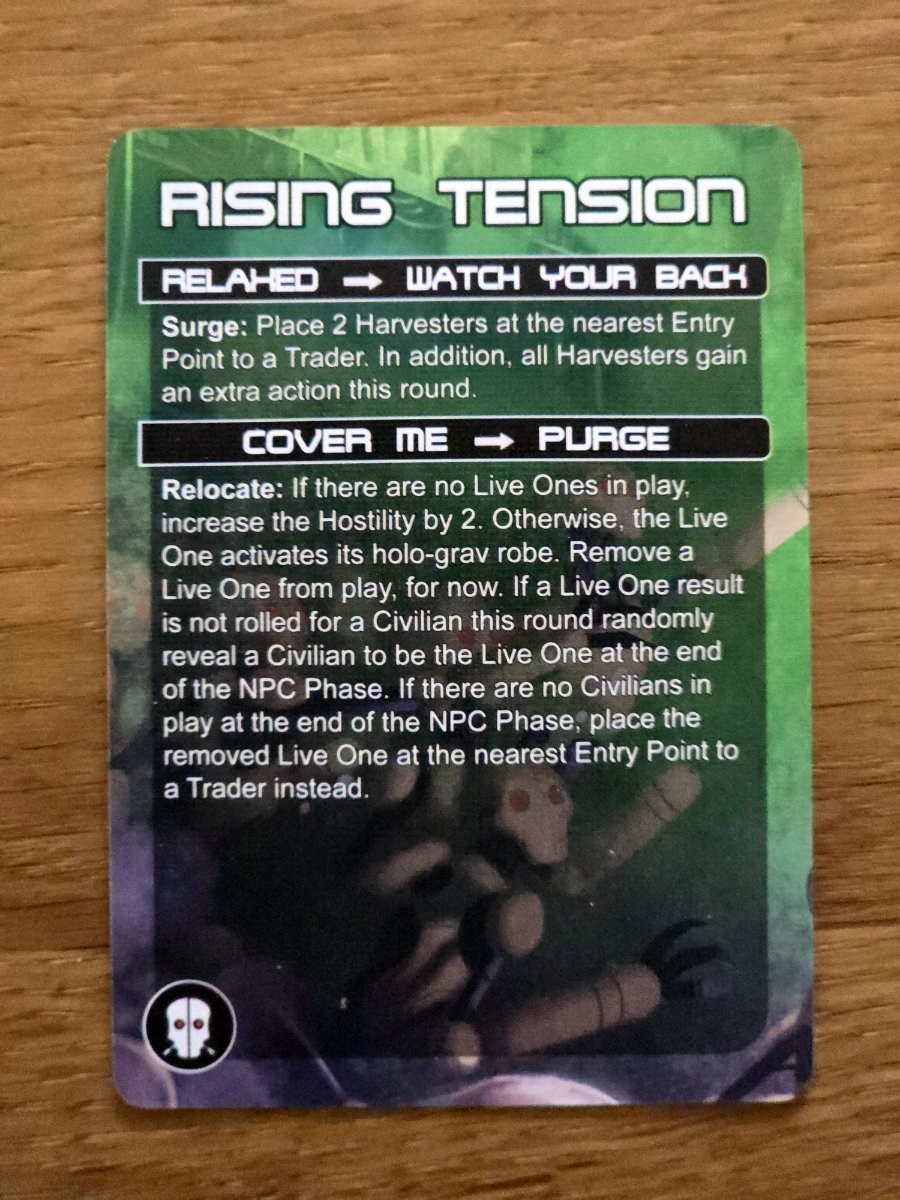 RISING TENSION
RELAXED → WATCH YOUR BACK
Surge: Place 2 Harvesters at the nearest Entry
Point to a Trader. In addition, all Harvesters gain
an extra action this round.
COVER ME → PURGE
Relocate: If there are no Live Ones in play,
increase the Hostility by 2. Otherwise, the Live
One activates its holo-grav robe. Remove a
Live One from play, for now. If a Live One result
is not rolled for a Civilian this round randomly
reveal a Civilian to be the Live One at the end
of the NPC Phase. If there are no Civilians in
play at the end of the NPC Phase, place the
removed Live One at the nearest Entry Point to
a Trader instead.